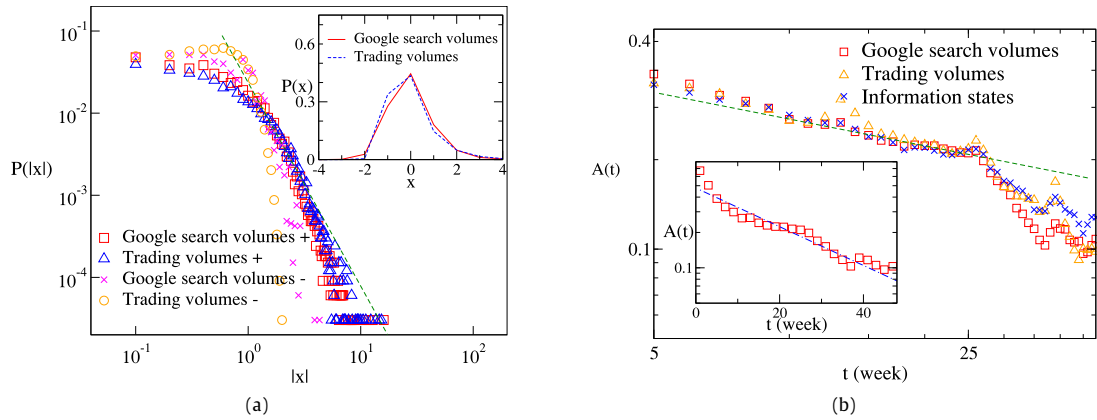 10^-1
10^-2
P(|x|)
10^-3
10^-4
Google search volumes +
Trading volumes +
Google search volumes -
Trading volumes -
10^-1
10^0
10^1
10^2
|x|
(a)
0.6
P(x)
0.3
0
Google search volumes
Trading volumes
-4
-2
0
2
4
x
0.4
A(t)
0.1
Google search volumes
Trading volumes
Information states
A(t)
0.1
0
20
40
t (week)
5
25
t (week)
(b)